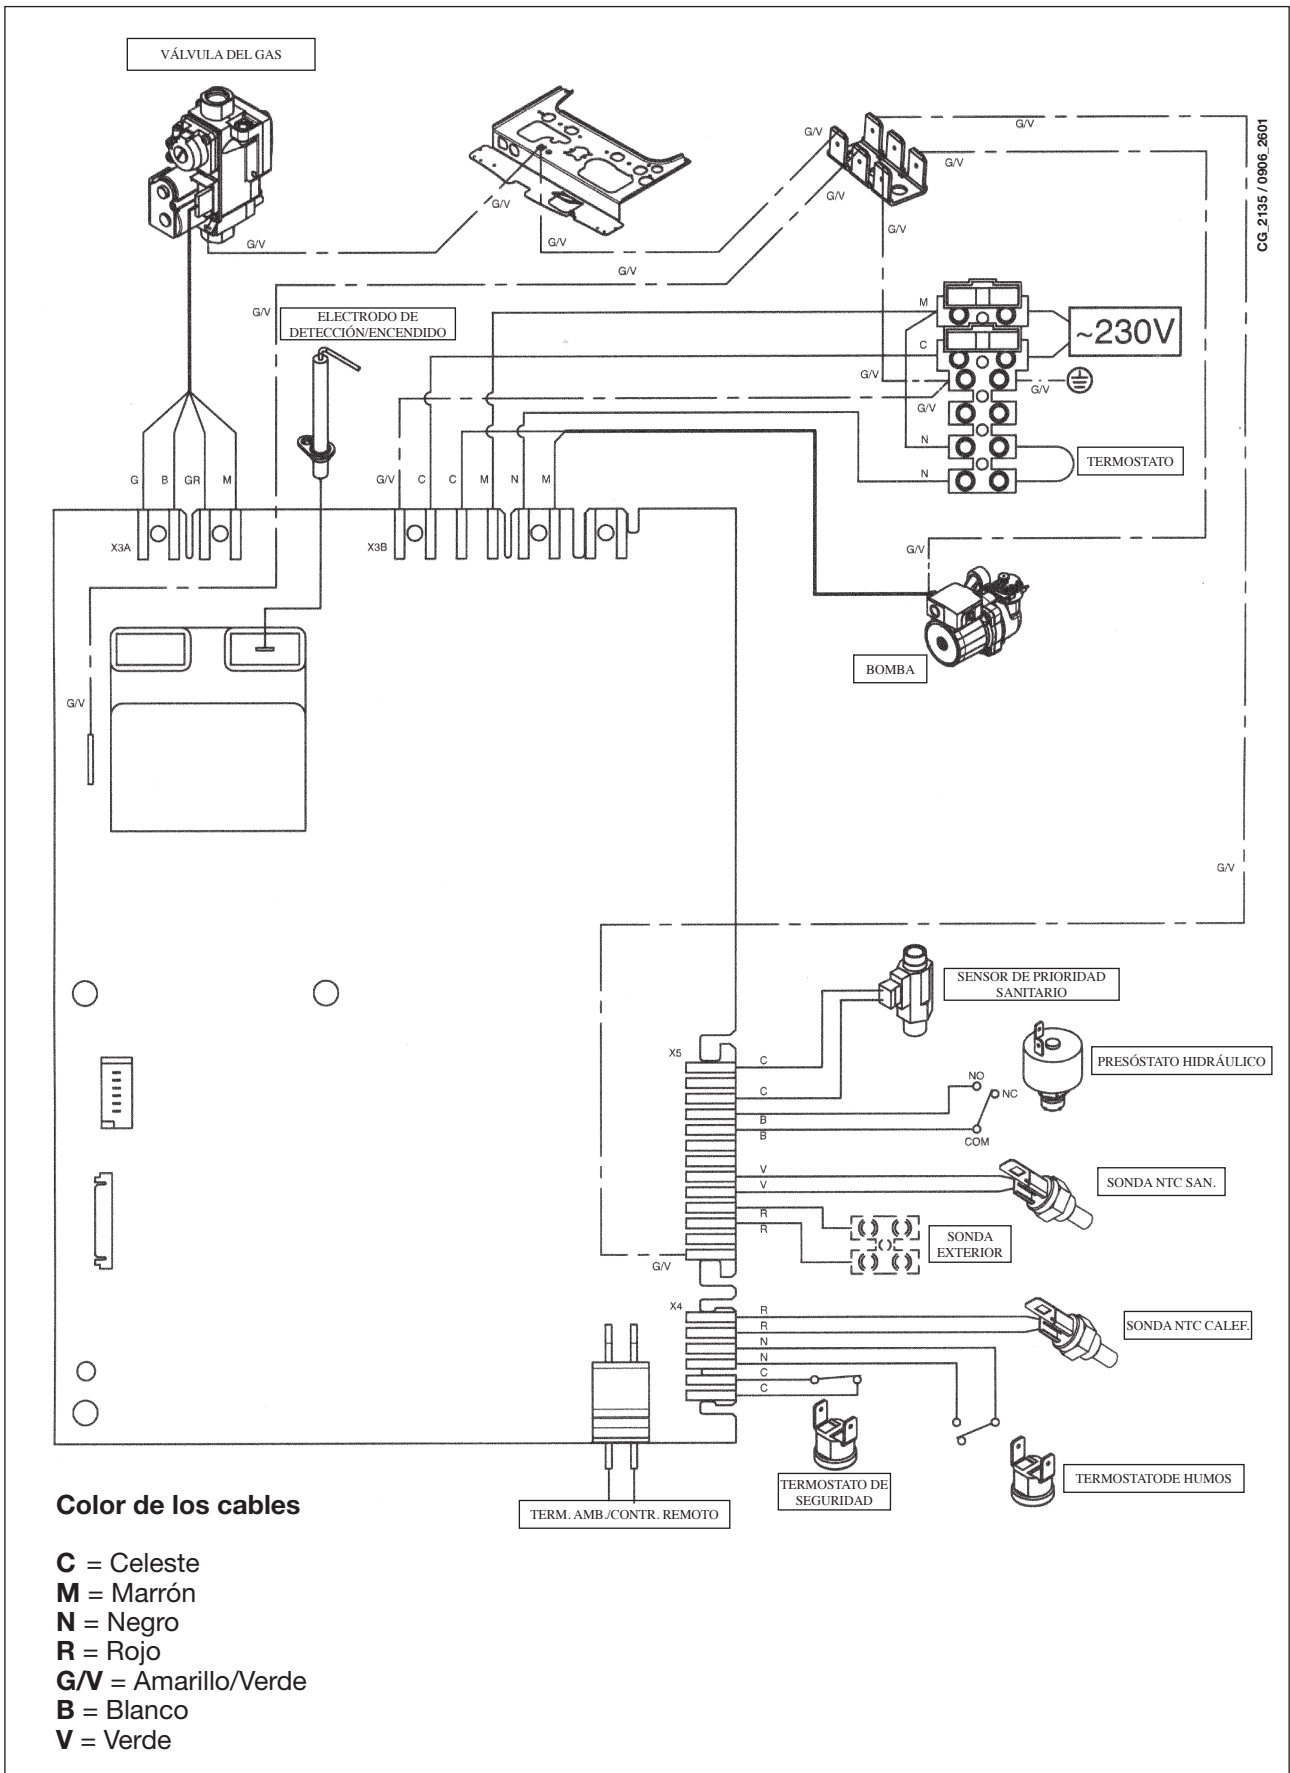 VÁLVULA DEL GAS
G/V
G/V
G/V
G/V
G/V
G/V
G/V
G/V
G/V
CG_2135 / 0906_2601
G/V
ELECTRODO DE
DETECCIÓN/ENCENDIDO
M
C
~230V
G/V
G/V
G/V
N
N
TERMOSTATO
G
B
GR
M
G/V
C
C
M
N
M
X3A
X3B
G/V
BOMBA
G/V
G/V
SENSOR DE PRIORIDAD
SANITARIO
X5
C
C
B
B
NO
NC
COM
PRESÓSTATO HIDRÁULICO
V
V
SONDA NTC SAN.
R
R
SONDA
EXTERIOR
G/V
X4
R
R
N
N
C
C
SONDA NTC CALEF.
TERMOSTATO DE
SEGURIDAD
TERMOSTATODE HUMOS
TERM. AMB./CONTR. REMOTO
Color de los cables
C = Celeste
M = Marrón
N = Negro
R = Rojo
G/V = Amarillo/Verde
B = Blanco
V = Verde